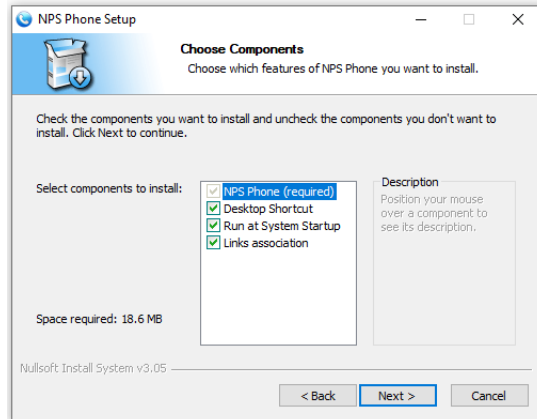 NPS Phone Setup
Choose Components
Choose which features of NPS Phone you want to install.
Check the components you want to install and uncheck the components you don't want to
install. Click Next to continue.
Select components to install:
NPS Phone (required)
Desktop Shortcut
Run at System Startup
Links association
Description
Position your mouse
over a component to
see its description.
Space required: 18.6 MB
Nullsoft Install System v3.05
< Back
Next >
Cancel